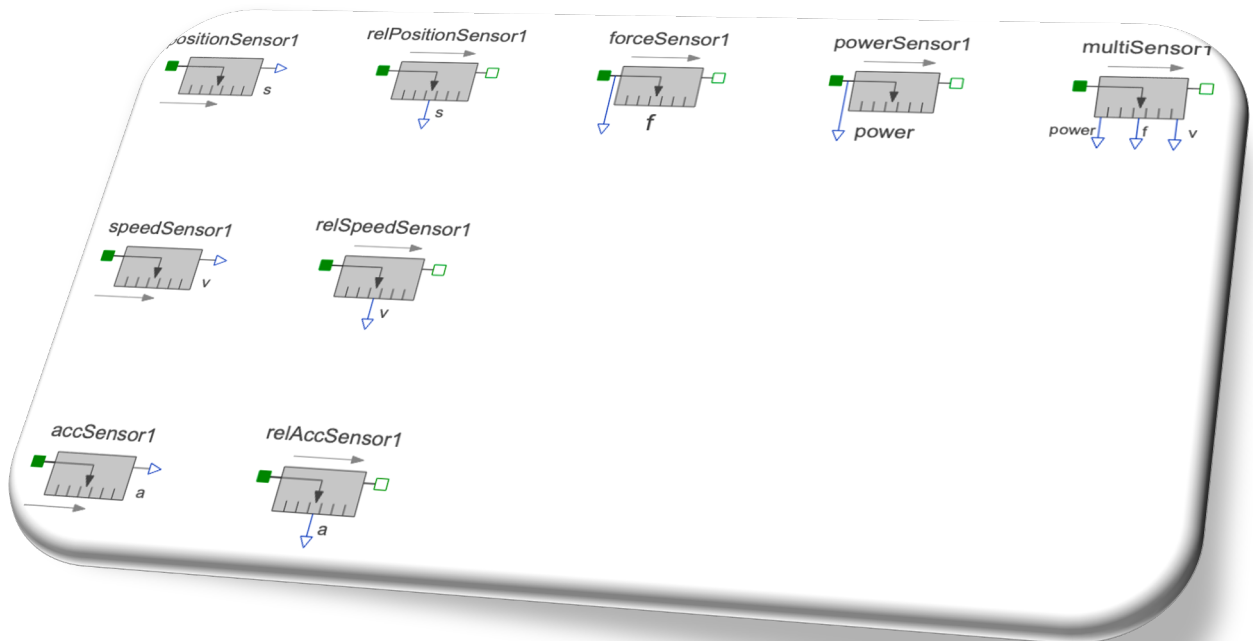 positionSensor1
relPositionSensor1
forceSensor1
powerSensor1
multiSensor1
s
s
f
power
power
f
v
speedSensor1
relSpeedSensor1
v
v
accSensor1
relAccSensor1
a
a